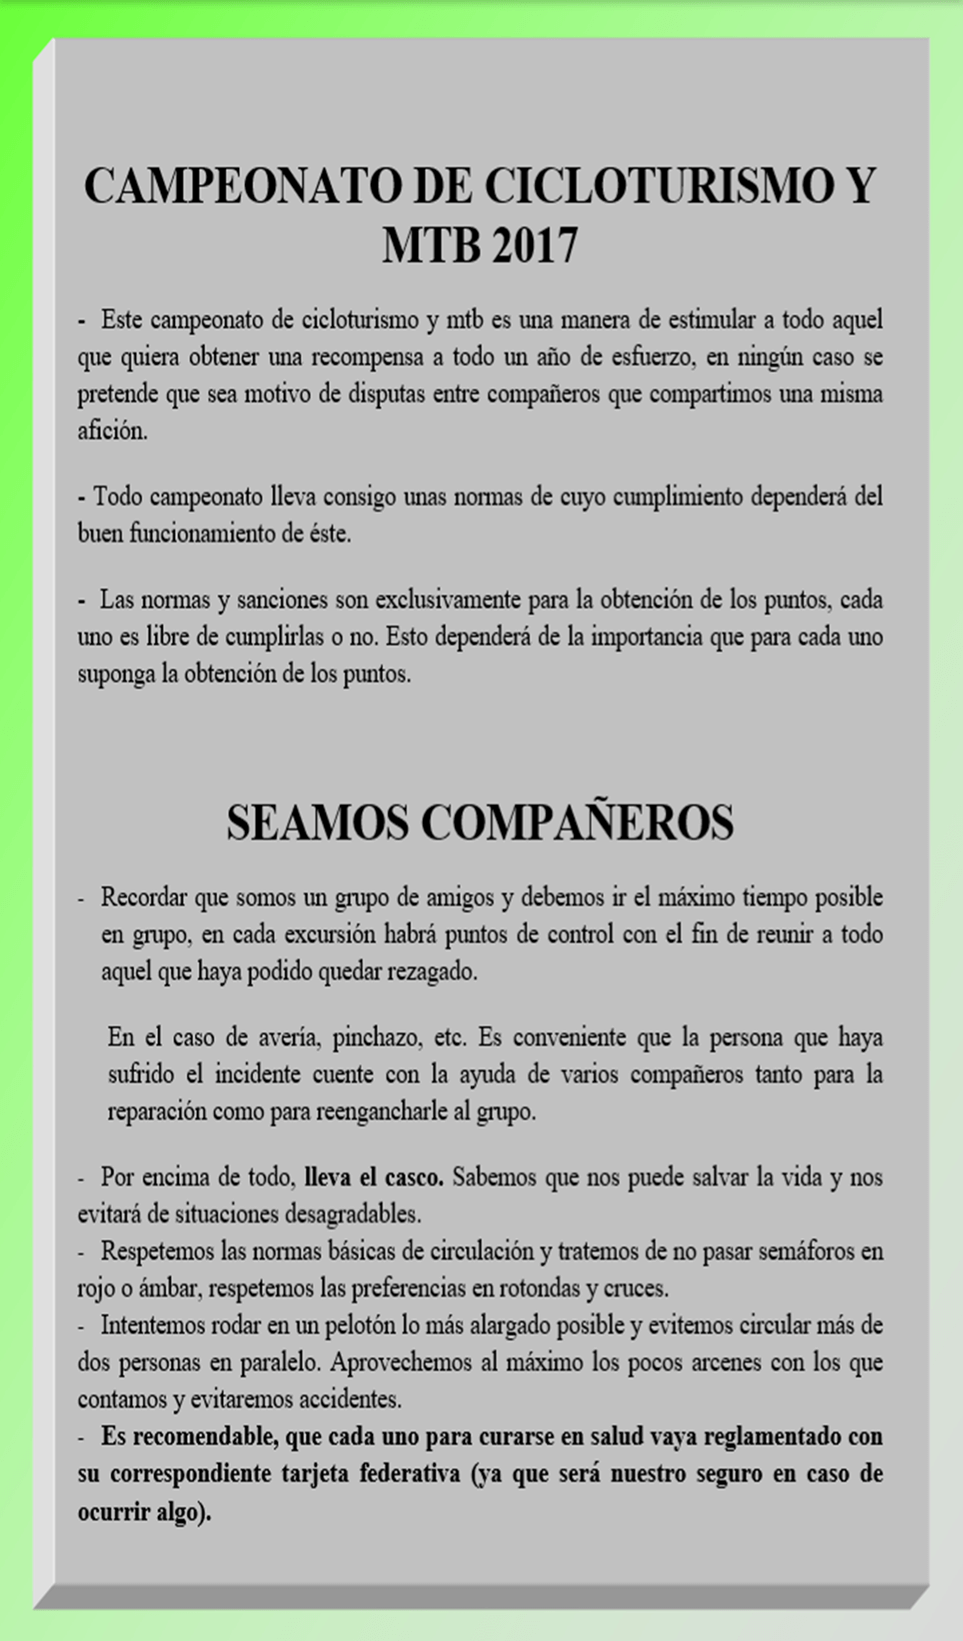 CAMPEONATO DE CICLOTURISMO Y
MTB 2017
- Este campeonato de cicloturismo y mtb es una manera de estimular a todo aquel
que quiera obtener una recompensa a todo un año de esfuerzo, en ningún caso se
pretende que sea motivo de disputas entre compañeros que compartimos una misma
afición.
- Todo campeonato lleva consigo unas normas de cuyo cumplimiento dependerá del
buen funcionamiento de éste.
- Las normas y sanciones son exclusivamente para la obtención de los puntos, cada
uno es libre de cumplirlas o no. Esto dependerá de la importancia que para cada uno
suponga la obtención de los puntos.
SEAMOS COMPAÑEROS
- Recordar que somos un grupo de amigos y debemos ir el máximo tiempo posible
en grupo, en cada excursión habrá puntos de control con el fin de reunir a todo
aquel que haya podido quedar rezagado.
En el caso de avería, pinchazo, etc. Es conveniente que la persona que haya
sufrido el incidente cuente con la ayuda de varios compañeros tanto para la
reparación como para reengancharle al grupo.
- Por encima de todo, lleva el casco. Sabemos que nos puede salvar la vida y nos
evitará de situaciones desagradables.
- Respetemos las normas básicas de circulación y tratemos de no pasar semáforos en
rojo o ámbar, respetemos las preferencias en rotondas y cruces.
- Intentemos rodar en un pelotón lo más alargado posible y evitemos circular más de
dos personas en paralelo. Aprovechemos al máximo los pocos arcenes con los que
contamos y evitaremos accidentes.
- Es recomendable, que cada uno para curarse en salud vaya reglamentado con
su correspondiente tarjeta federativa (ya que será nuestro seguro en caso de
ocurrir algo).